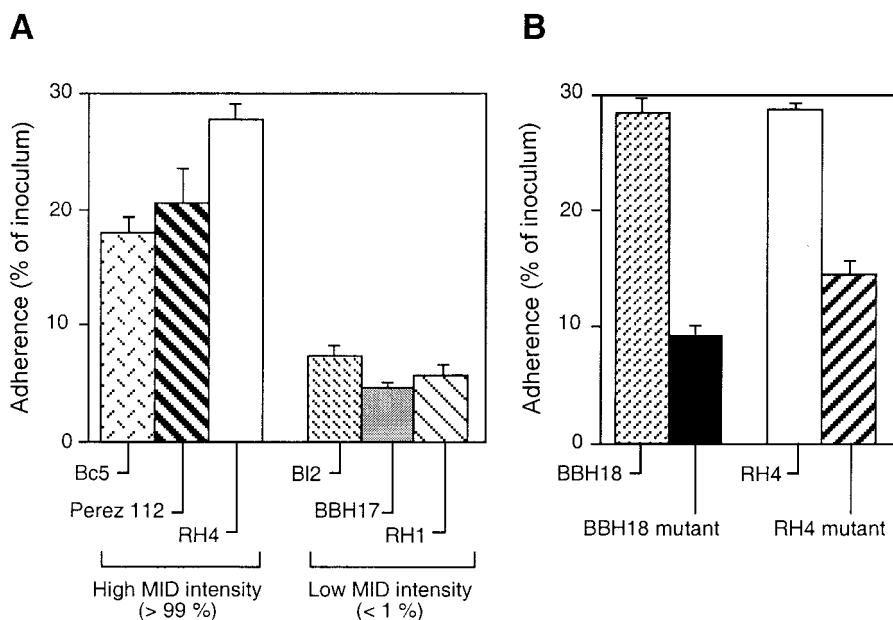 A
Adherence (% of inoculum)
30
20
10
0
Bc5
Perez 112
RH4
Bl2
BBH17
RH1
High MID intensity
(> 99 %)
Low MID intensity
(< 1 %)
B
Adherence (% of inoculum)
30
20
10
0
BBH18
BBH18 mutant
RH4
RH4 mutant